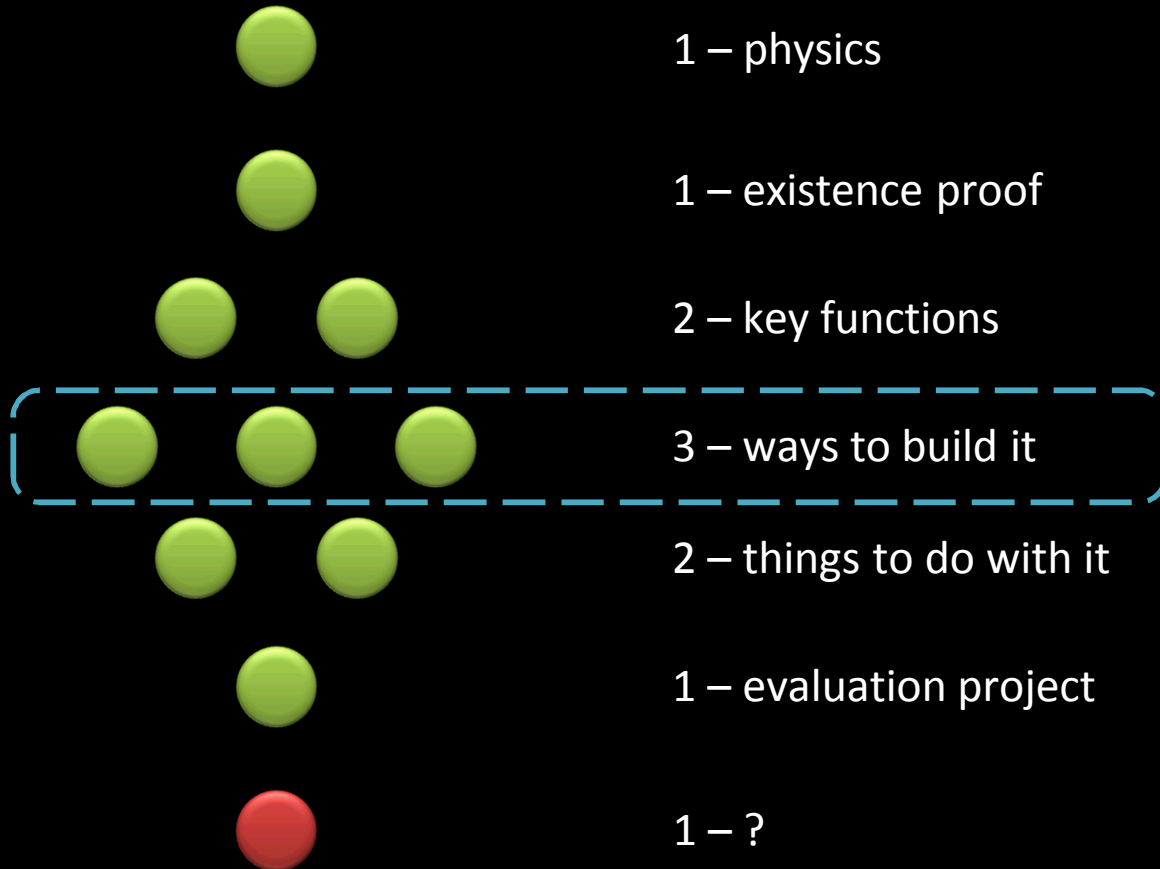 1 – physics
1 – existence proof
2 – key functions
3 – ways to build it
2 – things to do with it
1 – evaluation project
1 – ?